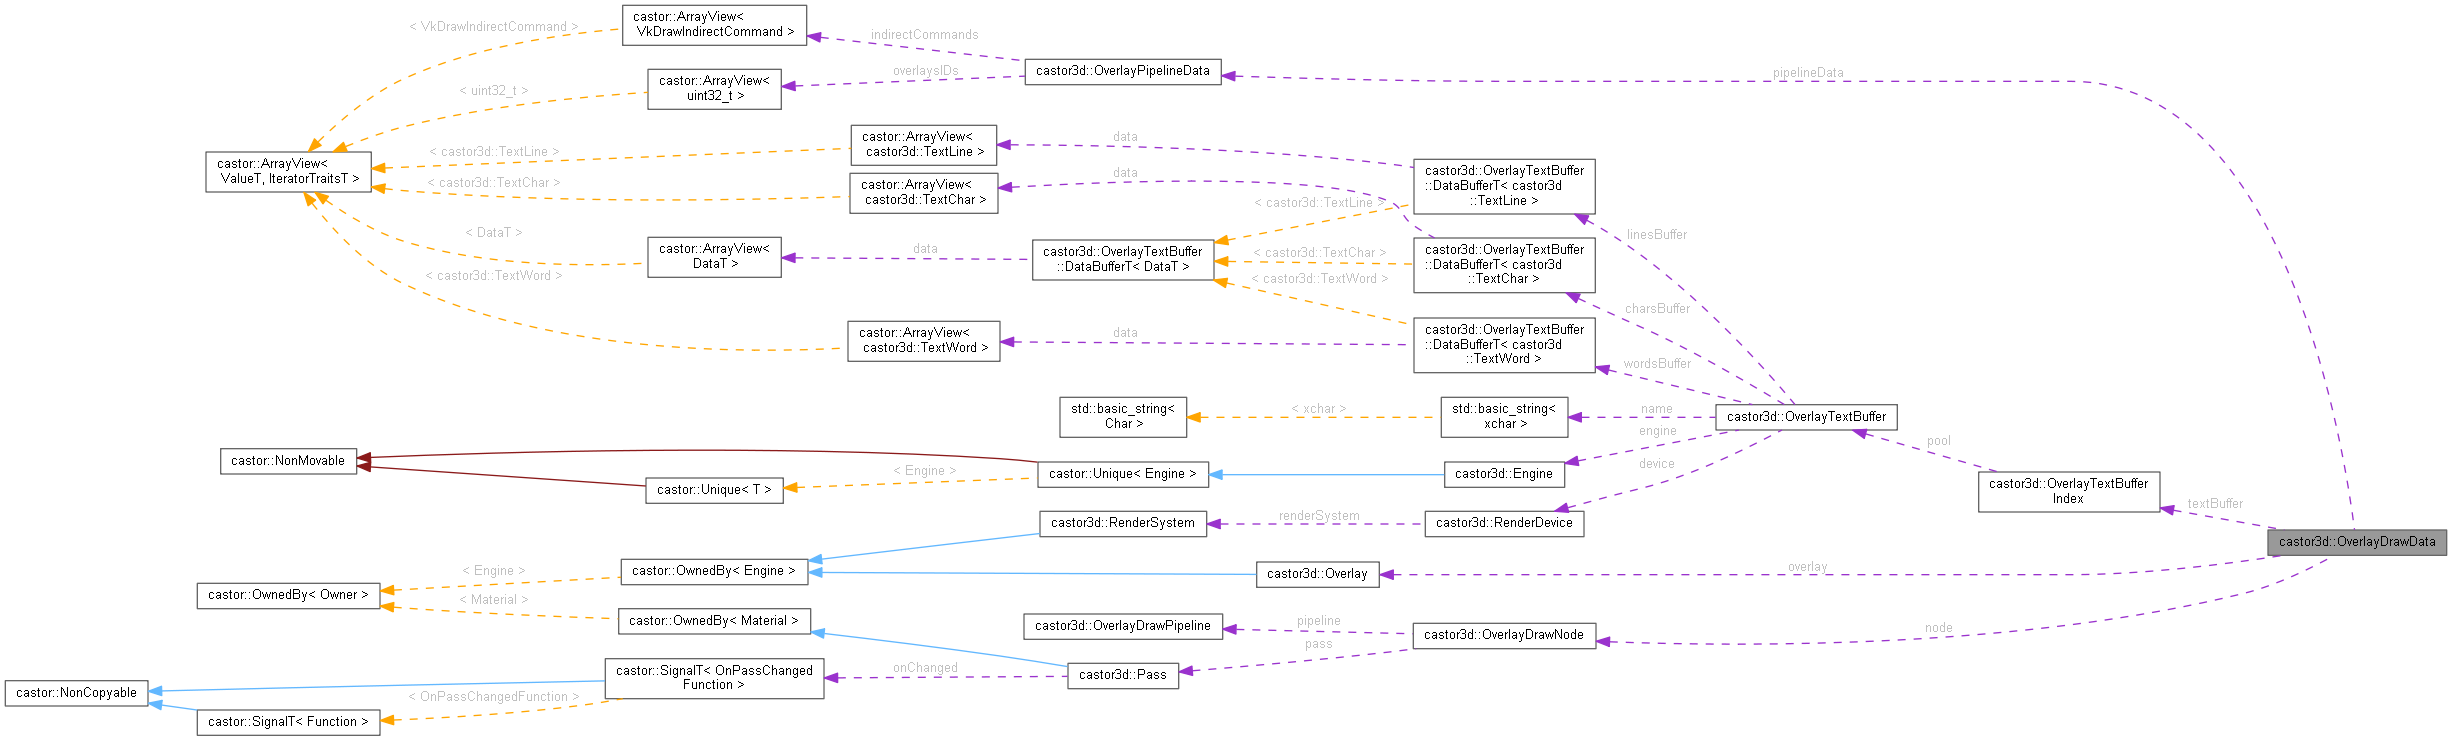 castor::ArrayView<
VkDrawIndirectCommand >
< VkDrawIndirectCommand >
indirectCommands
castor::ArrayView<
uint32_t >
< uint32_t >
overlaysIDs
castor3d::OverlayPipelineData
pipelineData
castor::ArrayView<
ValueT, IteratorTraitsT >
< castor3d::TextLine >
castor::ArrayView<
castor3d::TextLine >
data
castor3d::OverlayTextBuffer
::DataBufferT< castor3d
::TextLine >
< castor3d::TextChar >
castor::ArrayView<
castor3d::TextChar >
data
< castor3d::TextLine >
linesBuffer
< DataT >
castor::ArrayView<
DataT >
data
castor3d::OverlayTextBuffer
::DataBufferT< DataT >
< castor3d::TextChar >
castor3d::OverlayTextBuffer
::DataBufferT< castor3d
::TextChar >
< castor3d::TextWord >
< castor3d::TextWord >
charsBuffer
castor::ArrayView<
castor3d::TextWord >
data
castor3d::OverlayTextBuffer
::DataBufferT< castor3d
::TextWord >
wordsBuffer
std::basic_string<
Char >
< xchar >
std::basic_string<
xchar >
name
castor3d::OverlayTextBuffer
engine
pool
castor::NonMovable
castor::Unique< T >
< Engine >
castor::Unique< Engine >
castor3d::Engine
device
castor3d::OverlayTextBuffer
Index
textBuffer
castor3d::RenderSystem
renderSystem
castor3d::RenderDevice
castor3d::OverlayDrawData
castor::OwnedBy< Owner >
< Engine >
castor::OwnedBy< Engine >
castor3d::Overlay
overlay
< Material >
castor::OwnedBy< Material >
castor3d::OverlayDrawPipeline
pipeline
castor3d::OverlayDrawNode
node
pass
castor::NonCopyable
castor::SignalT< OnPassChanged
Function >
onChanged
castor3d::Pass
< OnPassChangedFunction >
castor::SignalT< Function >